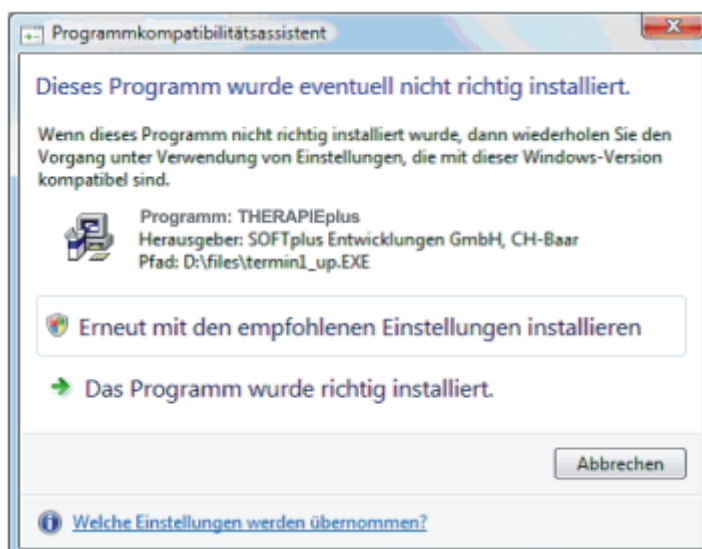 Programmkompatibilitätsassistent
Dieses Programm wurde eventuell nicht richtig installiert.
Wenn dieses Programm nicht richtig installiert wurde, dann wiederholen Sie den
Vorgang unter Verwendung von Einstellungen, die mit dieser Windows-Version
kompatibel sind.
Programm: THERAPIEplus
Herausgeber: SOFTplus Entwicklungen GmbH, CH-Baar
Pfad: D:\files\termin1_up.EXE
Erneut mit den empfohlenen Einstellungen installieren
Das Programm wurde richtig installiert.
Abbrechen
Welche Einstellungen werden übernommen?